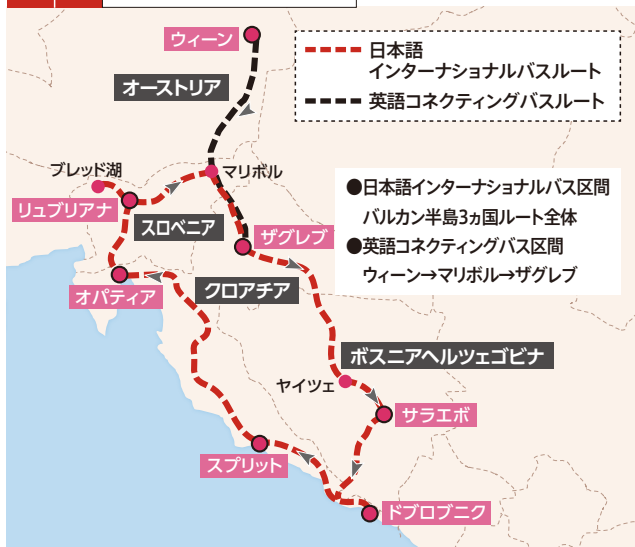 ウィーン
日本語
インターナショナルバスルート
英語コネクティングバスルート
オーストリア
ブレッド湖
マリボル
リュブリアナ
スロベニア
ザグレブ
●日本語インターナショナルバス区間
バルカン半島3ヵ国ルート全体
●英語コネクティングバス区間
ウィーン→マリボル→ザグレブ
オパティア
クロアチア
ボスニアヘルツェゴビナ
ヤイツェ
サラエボ
スプリット
ドブロブニク